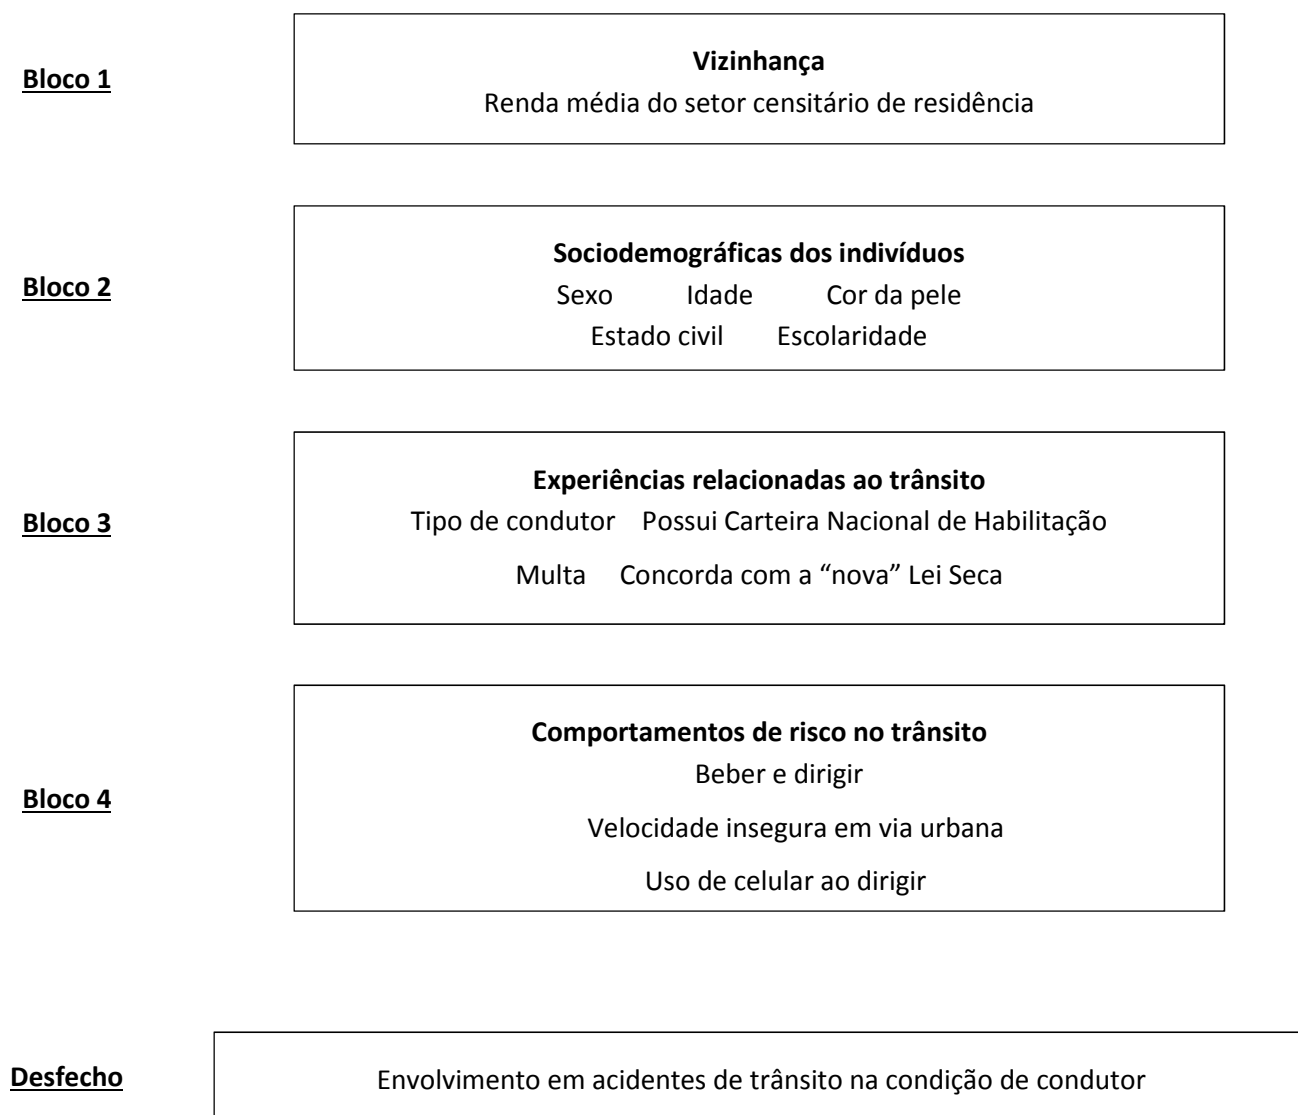 Bloco 1
Vizinhança
Renda média do setor censitário de residência
Bloco 2
Sociodemográficas dos indivíduos
Sexo Idade Cor da pele
Estado civil Escolaridade
Bloco 3
Experiências relacionadas ao trânsito
Tipo de condutor Possui Carteira Nacional de Habilitação
Multa Concorda com a “nova” Lei Seca
Bloco 4
Comportamentos de risco no trânsito
Beber e dirigir
Velocidade insegura em via urbana
Uso de celular ao dirigir
Desfecho
Envolvimento em acidentes de trânsito na condição de condutor